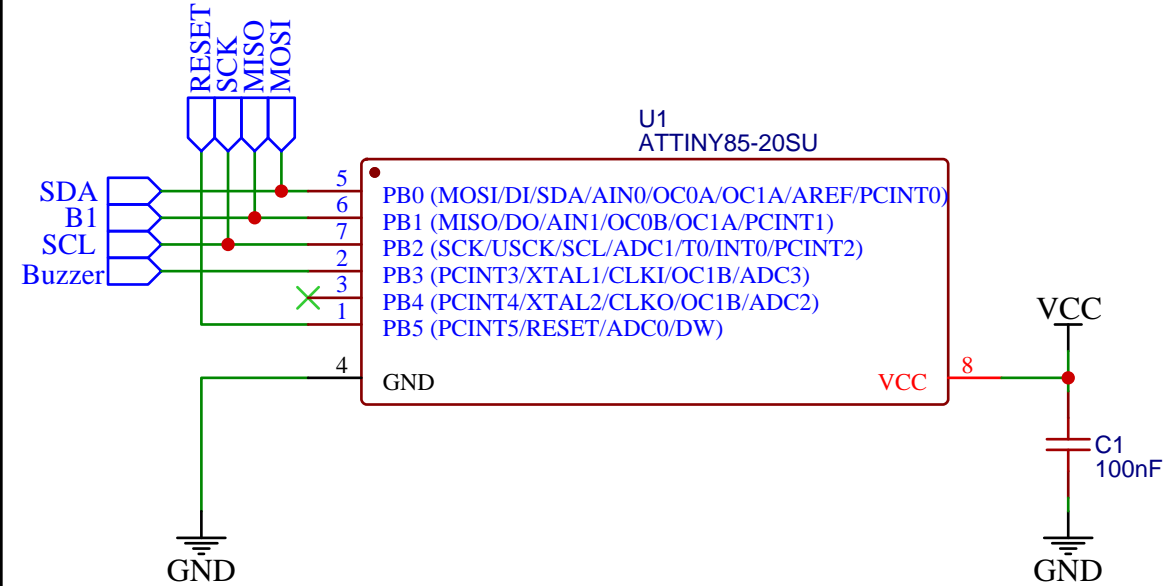 RESET
SCK
MISO
MOSI
U1
ATTINY85-20SU
SDA
B1
SCL
Buzzer
5
6
7
2
3
1
4
PB0 (MOSI/DI/SDA/AIN0/OC0A/OC1A/AREF/PCINT0)
PB1 (MISO/DO/AIN1/OC0B/OC1A/PCINT1)
PB2 (SCK/USCK/SCL/ADC1/T0/INT0/PCINT2)
PB3 (PCINT3/XTAL1/CLKI/OC1B/ADC3)
PB4 (PCINT4/XTAL2/CLKO/OC1B/ADC2)
PB5 (PCINT5/RESET/ADC0/DW)
GND
VCC
8
VCC
C1
100nF
GND
GND